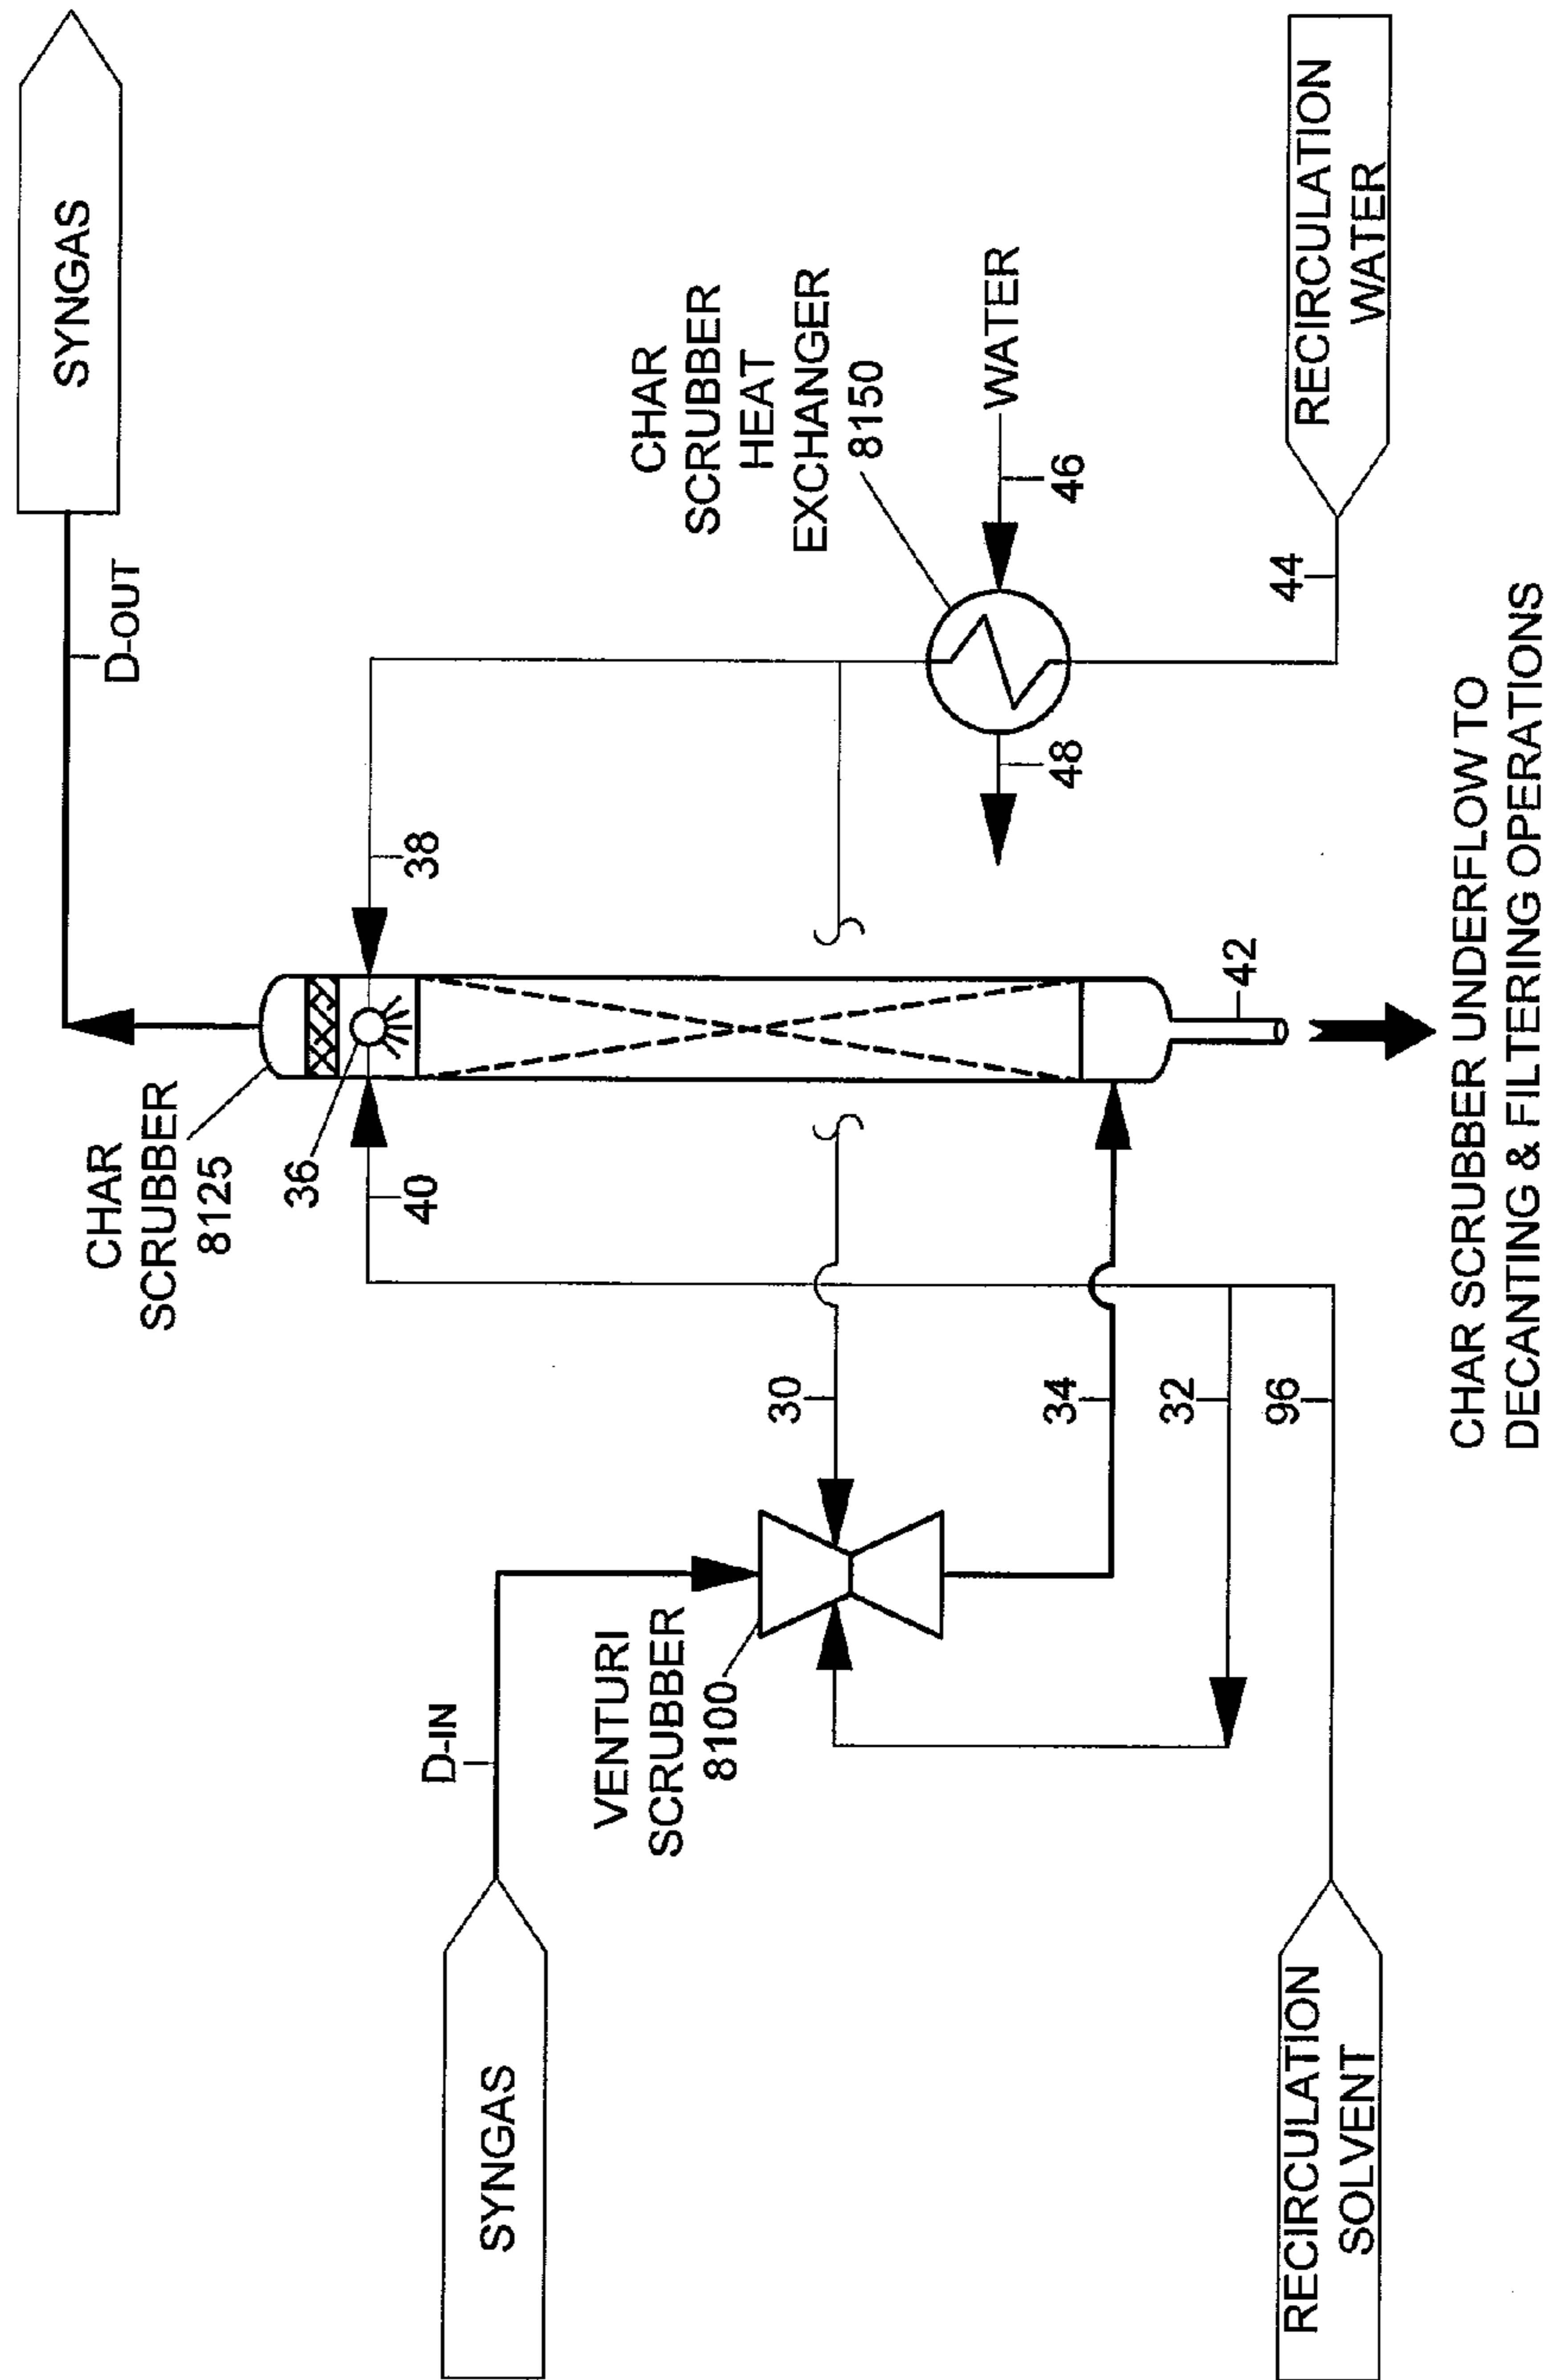 SYNGAS
D-OUT
CHAR
SCRUBBER
8125
36
40
38
CHAR
SCRUBBER
HEAT
EXCHANGER
8150
WATER
46
48
D-IN
VENTURI
SCRUBBER
8100
30
34
32
96
42
44
SYNGAS
RECIRCULATION
SOLVENT
RECIRCULATION
WATER
CHAR SCRUBBER UNDERFLOW TO
DECANTING & FILTERING OPERATIONS